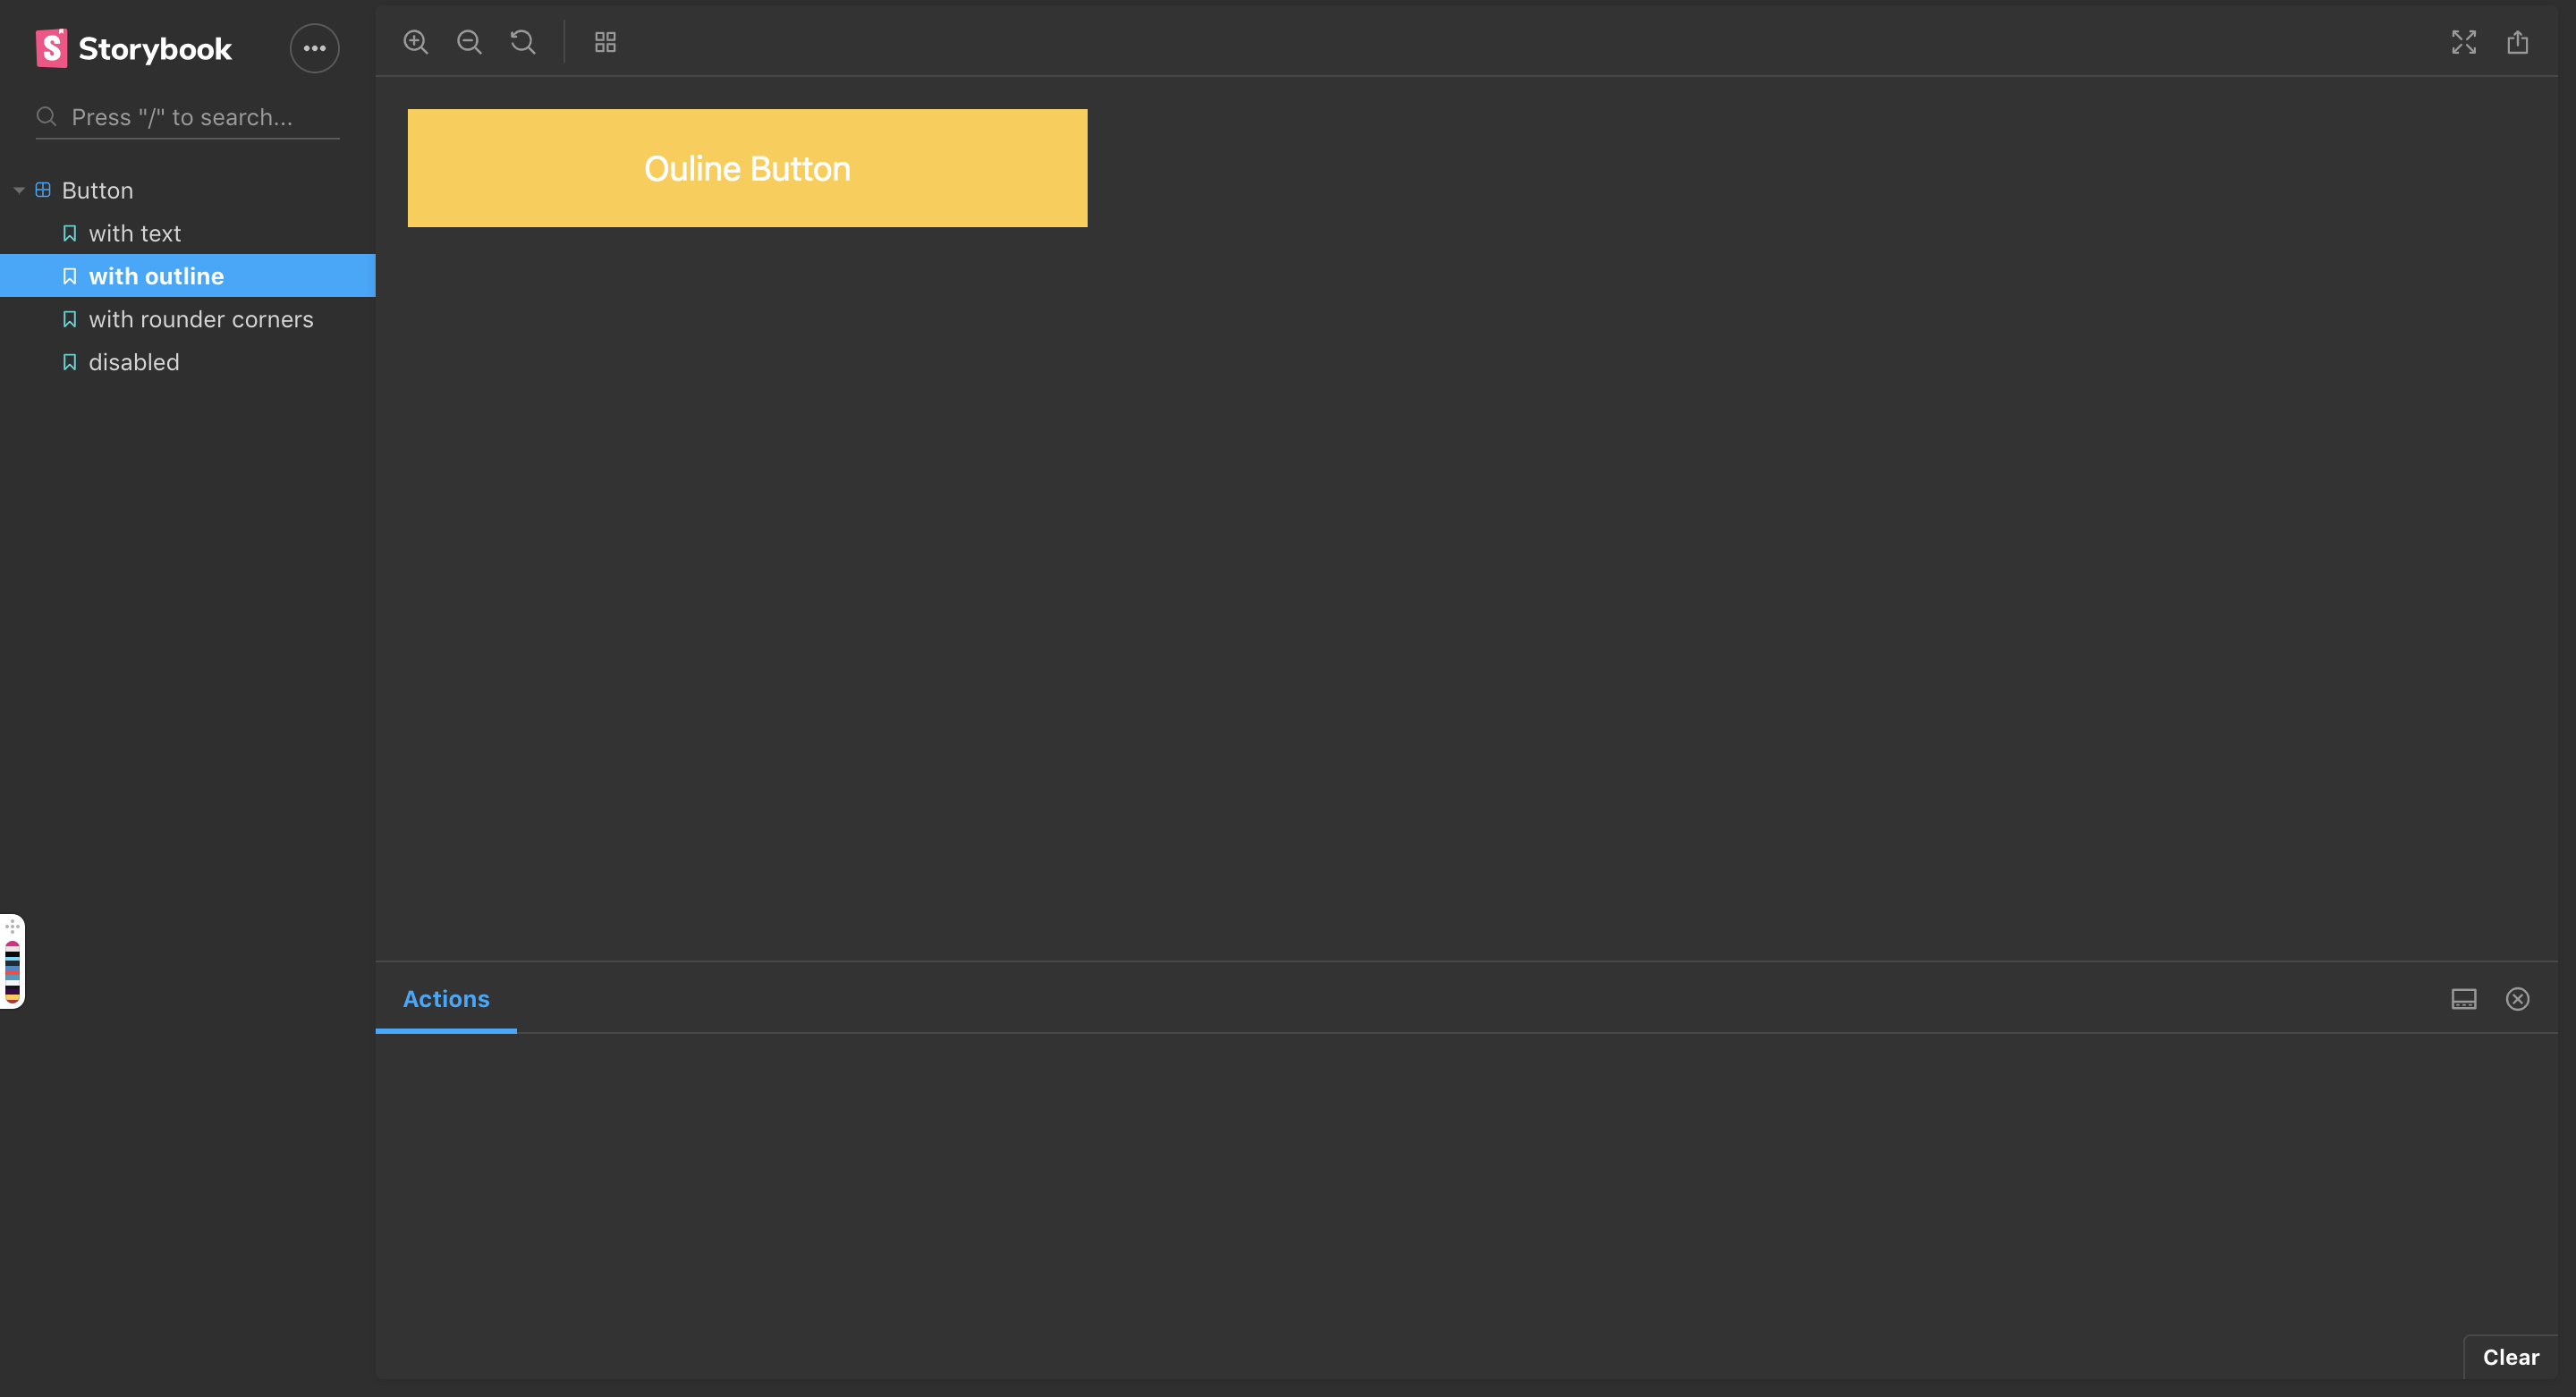 Storybook
Press "/" to search...
Button
with text
with outline
with rounder corners
disabled
Ouline Button
Actions
Clear